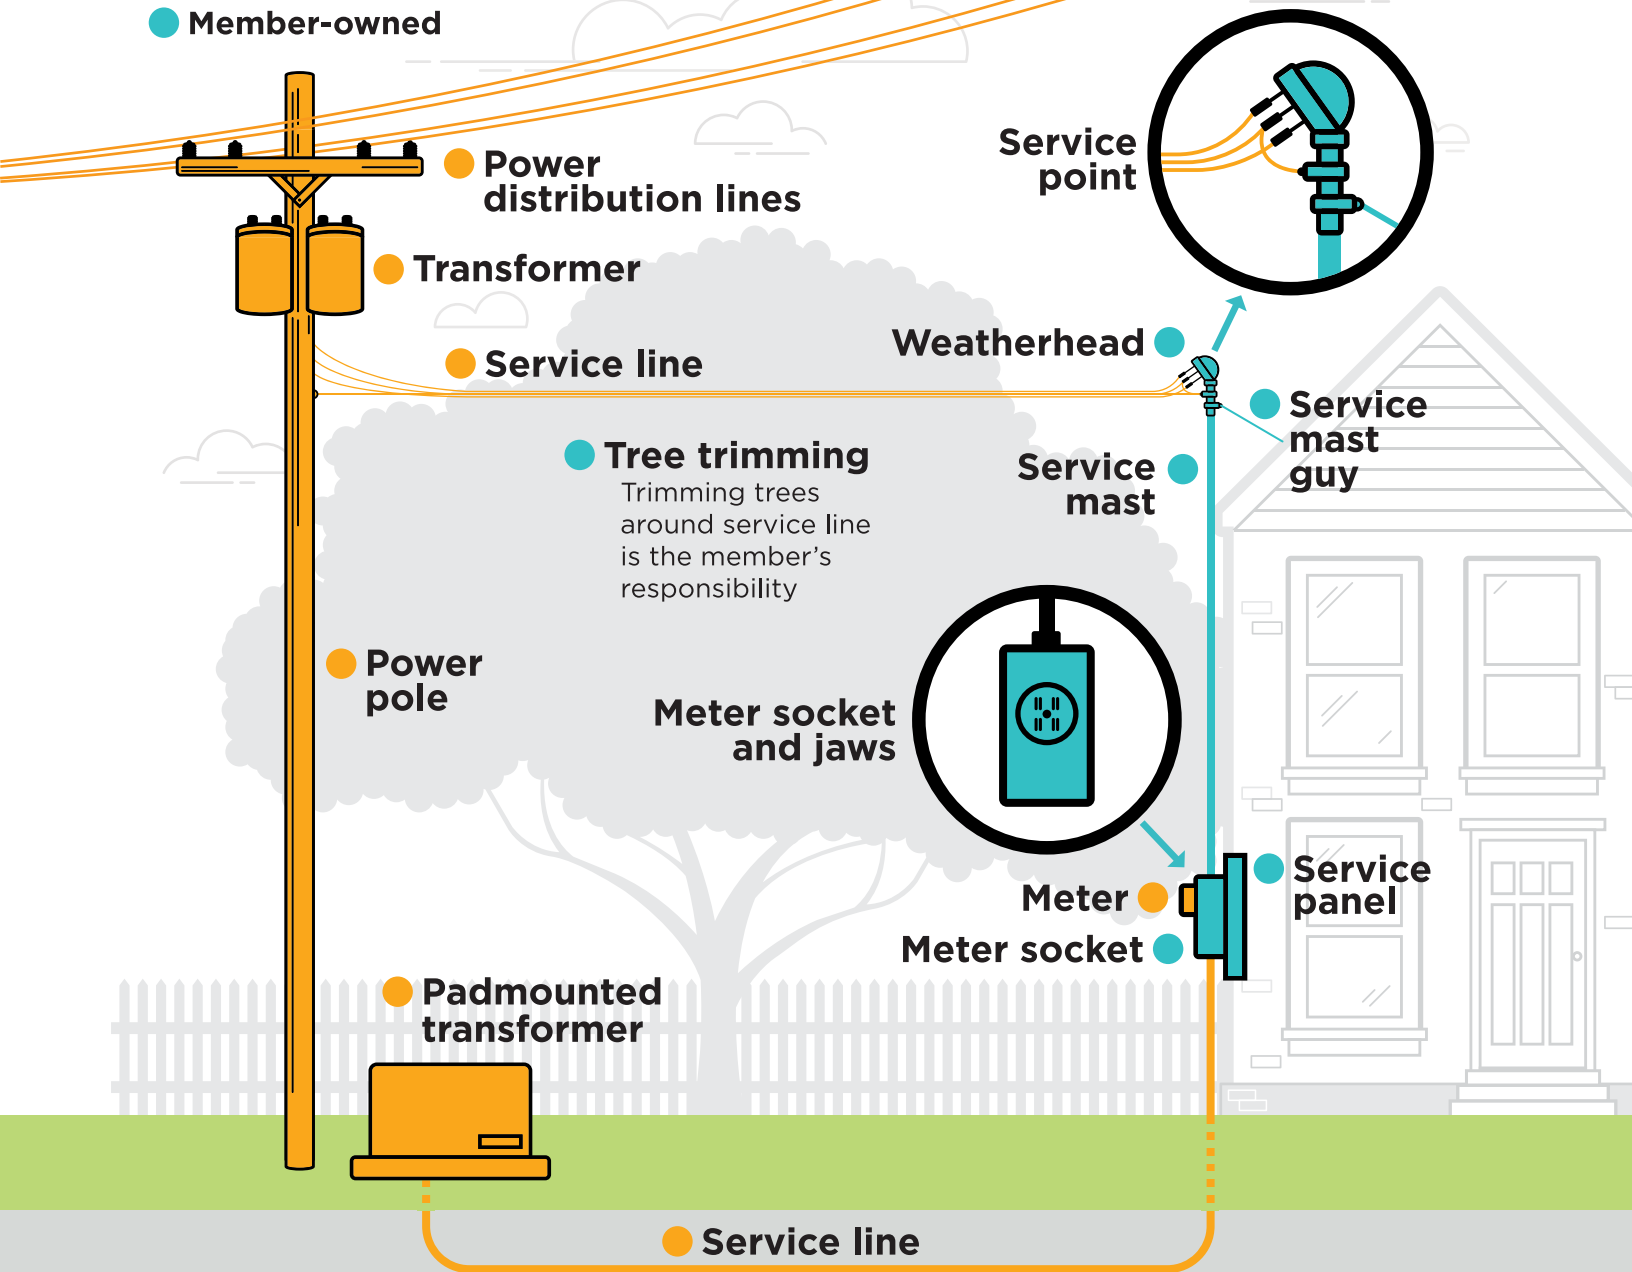 Member-owned
Service
point
Power
distribution lines
Transformer
Weatherhead
Service line
Service
mast
guy
Tree trimming
Trimming trees
around service line
is the member's
responsibility
Service
mast
Power
pole
Meter socket
and jaws
Service
panel
Meter
Meter socket
Padmounted
transformer
Service line